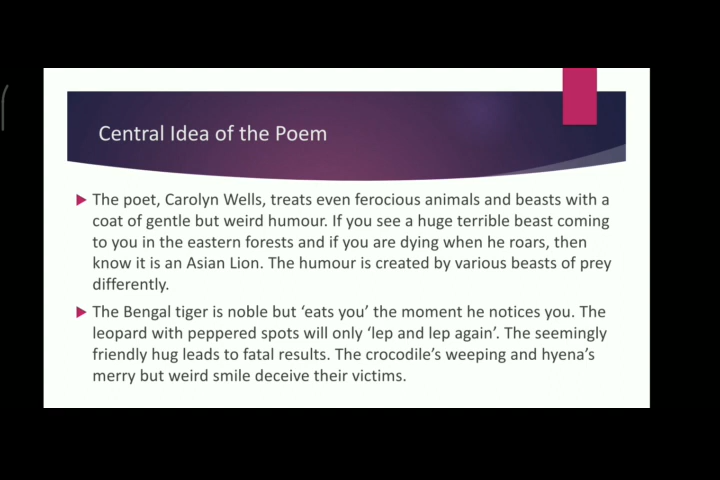 Central Idea of the Poem
The poet, Carolyn Wells, treats even ferocious animals and beasts with a
coat of gentle but weird humour. If you see a huge terrible beast coming
to you in the eastern forests and if you are dying when he roars, then
know it is an Asian Lion. The humour is created by various beasts of prey
differently.
The Bengal tiger is noble but ‘eats you’ the moment he notices you. The
leopard with peppered spots will only ‘lep and lep again’. The seemingly
friendly hug leads to fatal results. The crocodile’s weeping and hyena’s
merry but weird smile deceive their victims.